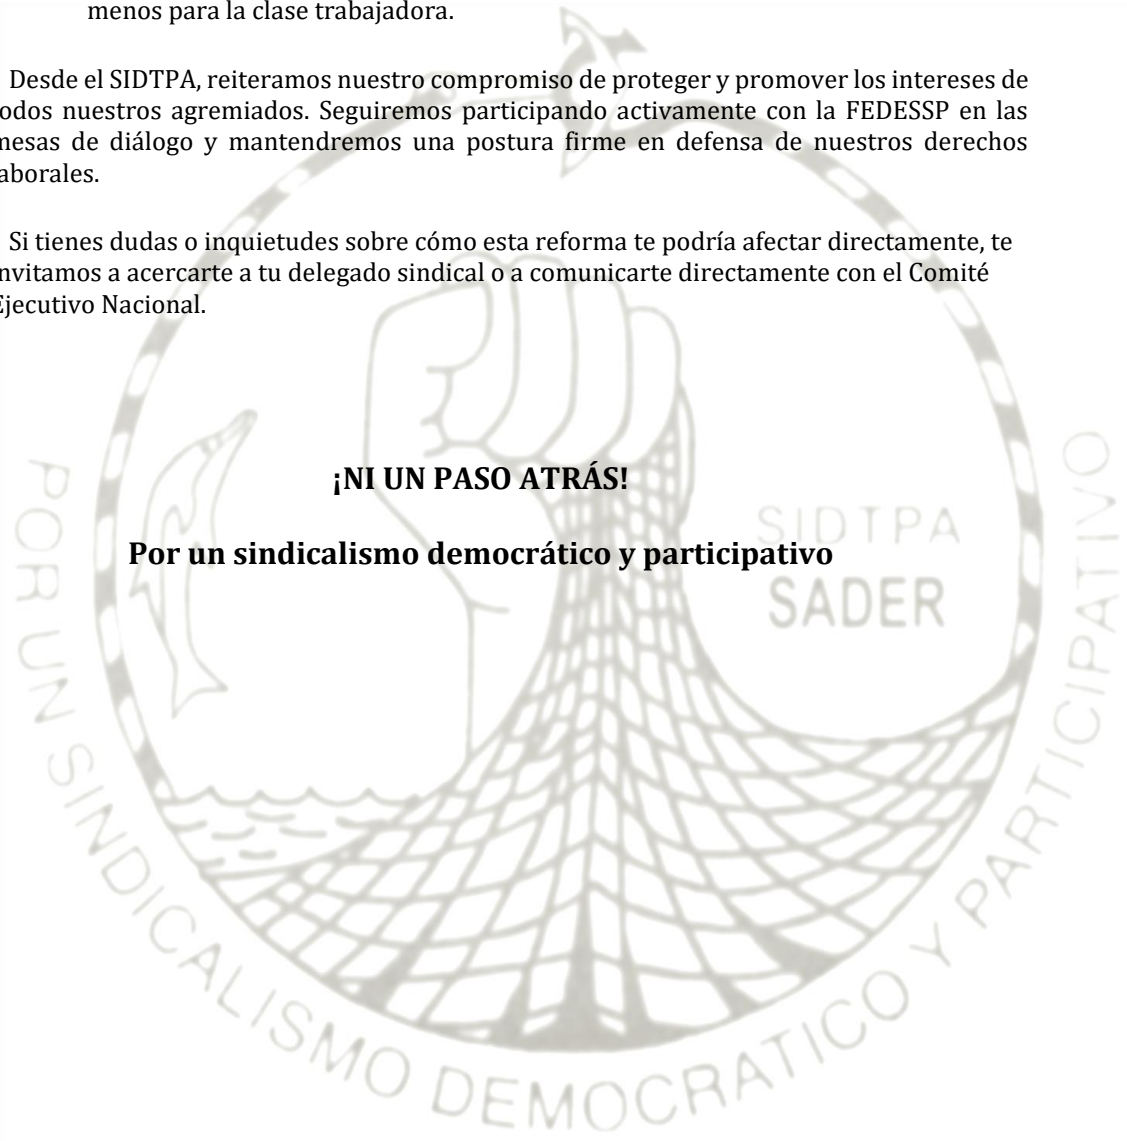 menos para la clase trabajadora.
Desde el SIDTPA, reiteramos nuestro compromiso de proteger y promover los intereses de
odos nuestros agremiados. Seguiremos participando activamente con la FEDESSP en las
mesas de diálogo y mantendremos una postura firme en defensa de nuestros derechos
aborales.
Si tienes dudas o inquietudes sobre cómo esta reforma te podría afectar directamente, te
nvitamos a acercarte a tu delegado sindical o a comunicarte directamente con el Comité
Ejecutivo Nacional.
¡NI UN PASO ATRÁS!
Por un sindicalismo democrático y participativo
SIDTPA
SADER
POR UN SINDICALISMO DEMOCRATICO Y PARTICIPATIVO